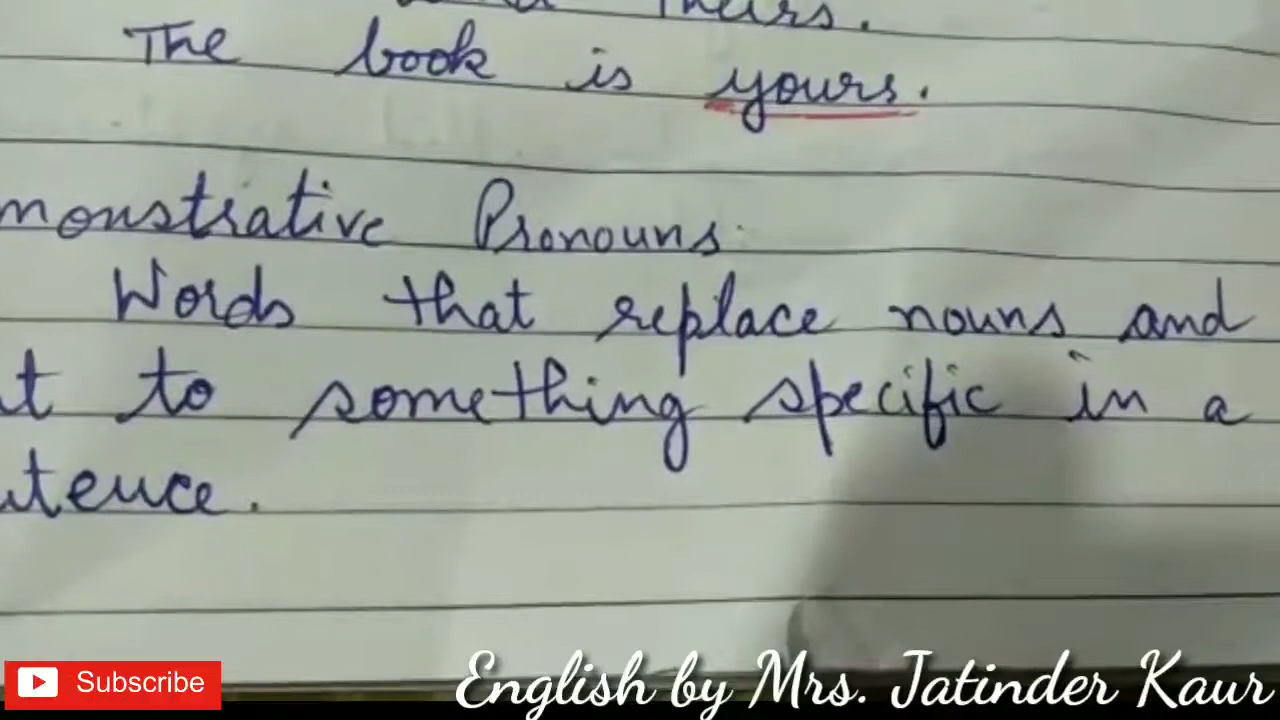 Theirs.
The book is yours.
monstrative Pronouns
Words that replace nouns and
t to something specific in a
tence.
Subscribe
English by Mrs. Jatinder Kaur